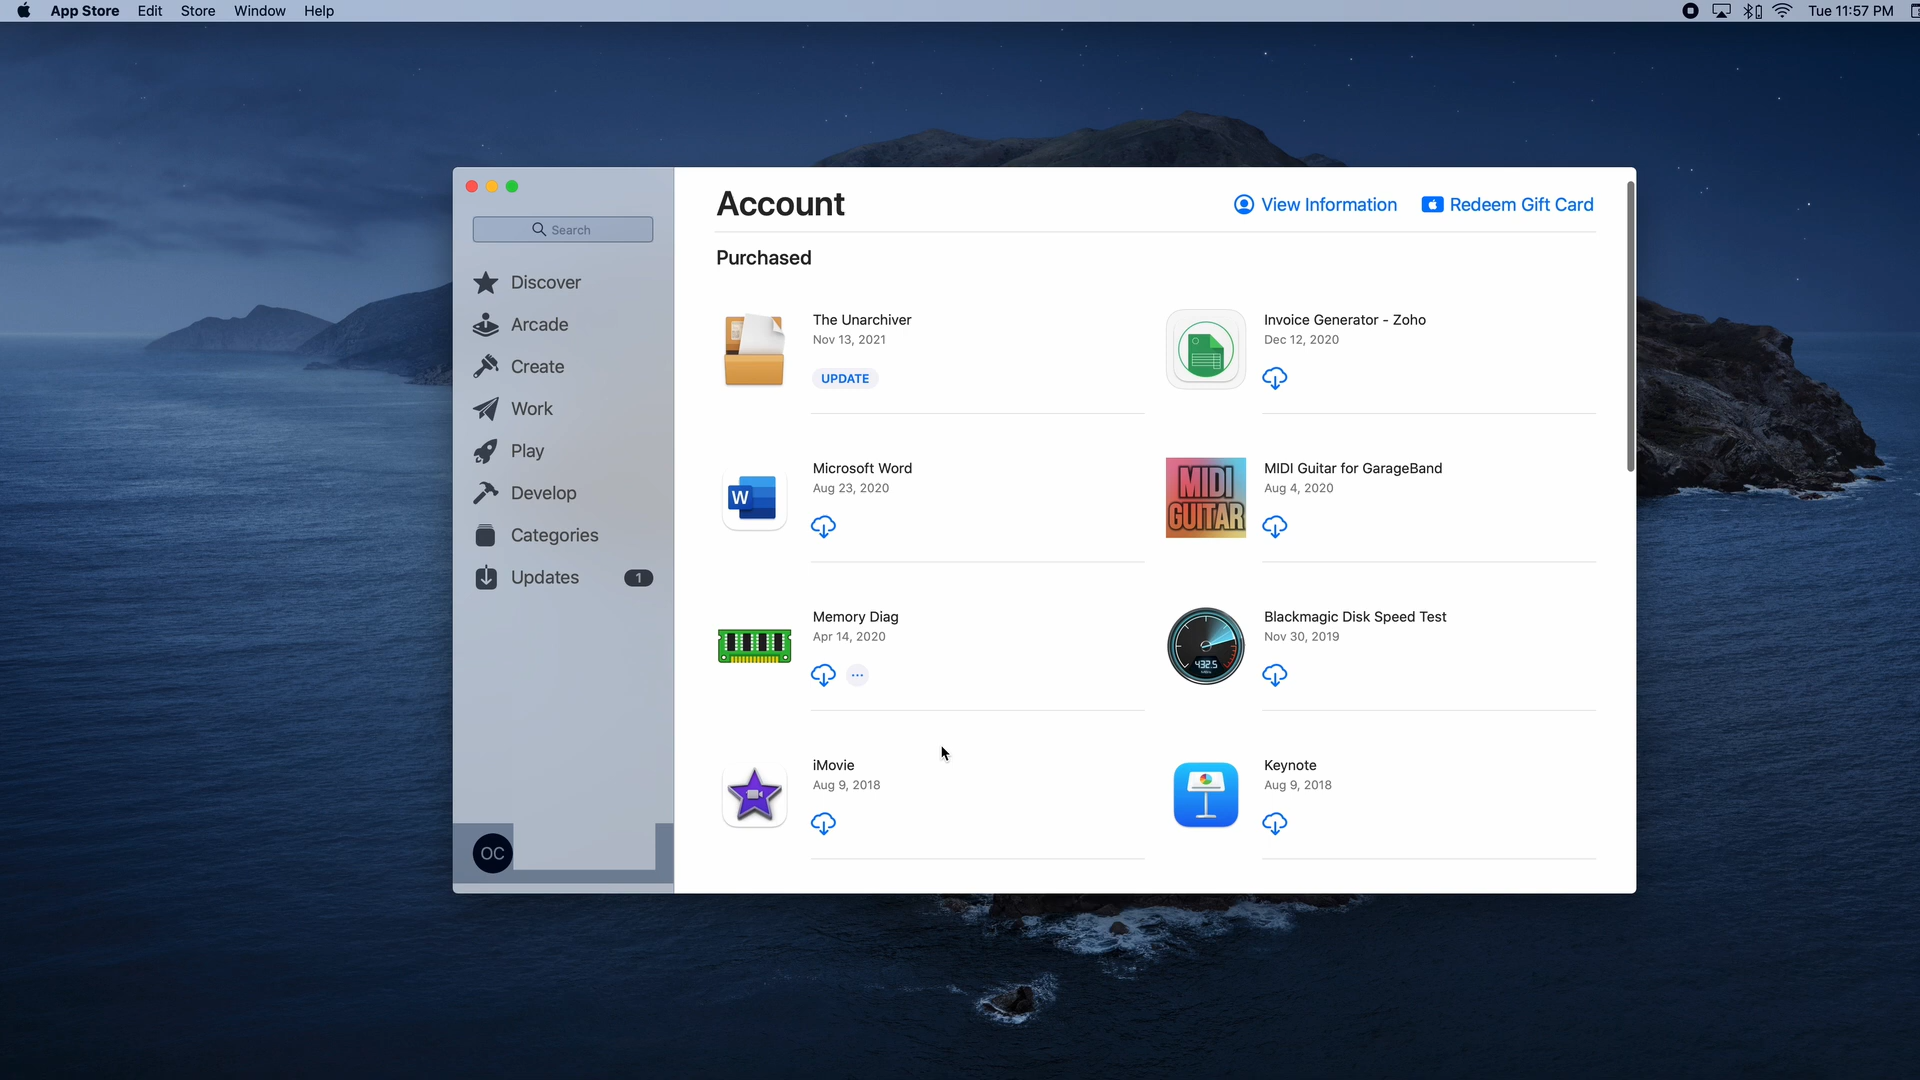 App Store Edit Store Window Help
Tue 11:57 PM
Search
Discover
Arcade
Create
Work
Play
Develop
Categories
Updates 1
OC
Account
View Information
Redeem Gift Card
Purchased
The Unarchiver
Nov 13, 2021
UPDATE
Invoice Generator - Zoho
Dec 12, 2020
W
Microsoft Word
Aug 23, 2020
MIDI
GUITAR
MIDI Guitar for GarageBand
Aug 4, 2020
Memory Diag
Apr 14, 2020
432.5
Blackmagic Disk Speed Test
Nov 30, 2019
iMovie
Aug 9, 2018
Keynote
Aug 9, 2018